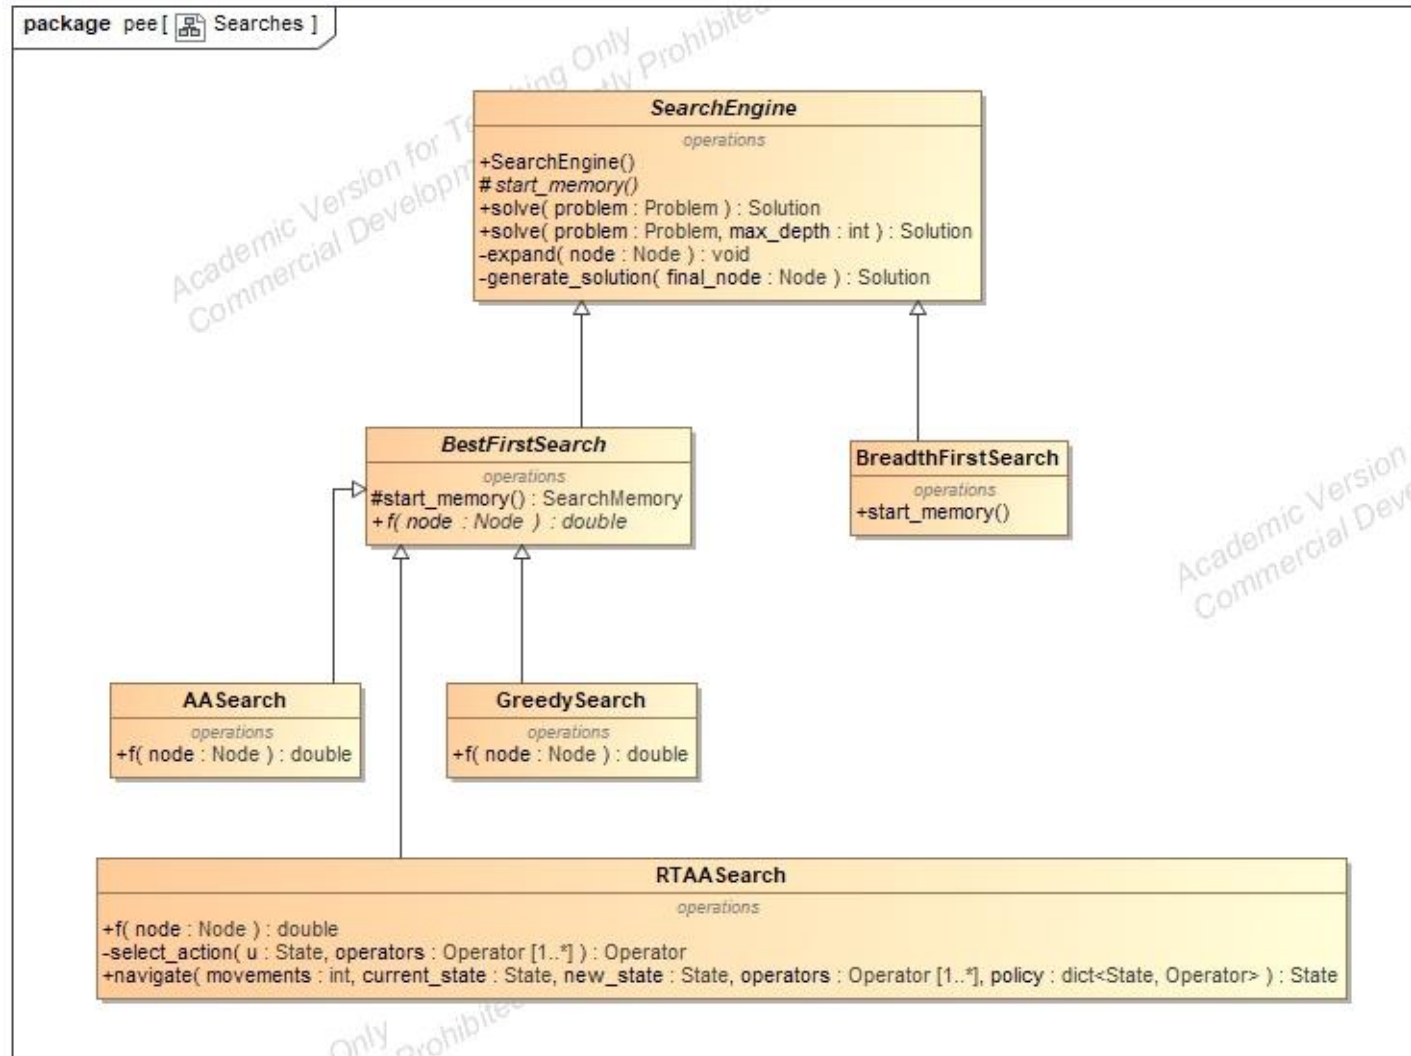 package pee[ Searches ]
Academic Version for Teaching Only
Commercial Development is Strictly Prohibited
SearchEngine
operations
+SearchEngine()
#start_memory()
+solve( problem : Problem ) : Solution
+solve( problem : Problem, max_depth : int ) : Solution
-expand( node : Node ) : void
-generate_solution( final_node : Node ) : Solution
BestFirstSearch
operations
#start_memory() : SearchMemory
+f( node : Node ) : double
BreadthFirstSearch
operations
+start_memory()
Academic Version
Commercial Deve
AASearch
operations
+f( node : Node ) : double
GreedySearch
operations
+f( node : Node ) : double
RTAASearch
operations
+f( node : Node ) : double
-select_action( u : State, operators : Operator [1..*] ) : Operator
+navigate( movements : int, current_state : State, new_state : State, operators : Operator [1..*], policy : dict<State, Operator> ) : State
Only
Prohibited